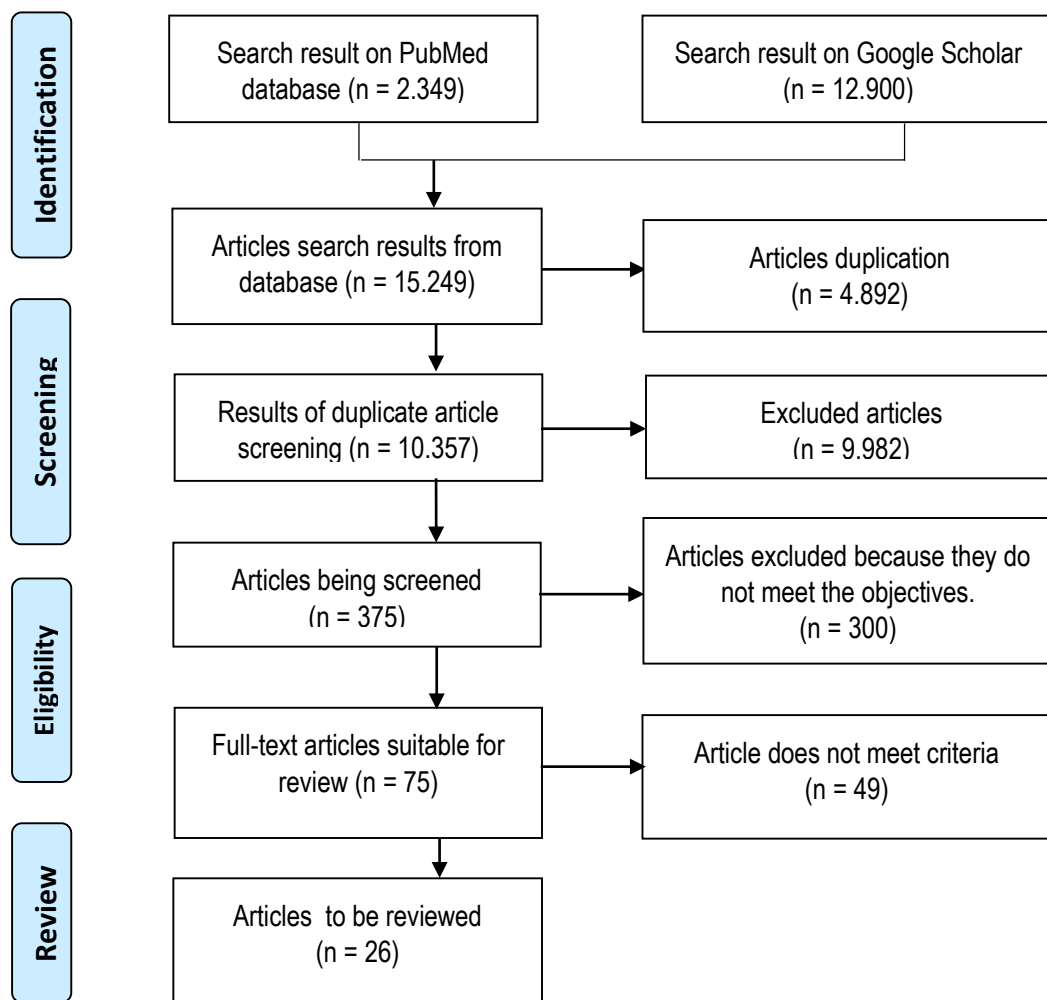 Identification
Search result on PubMed
database (n = 2.349)
Search result on Google Scholar
(n = 12.900)
Articles search results from
database (n = 15.249)
Articles duplication
(n = 4.892)
Screening
Results of duplicate article
screening (n = 10.357)
Excluded articles
(n = 9.982)
Articles being screened
(n = 375)
Articles excluded because they do
not meet the objectives.
(n = 300)
Eligibility
Full-text articles suitable for
review (n = 75)
Article does not meet criteria
(n = 49)
Review
Articles to be reviewed
(n = 26)